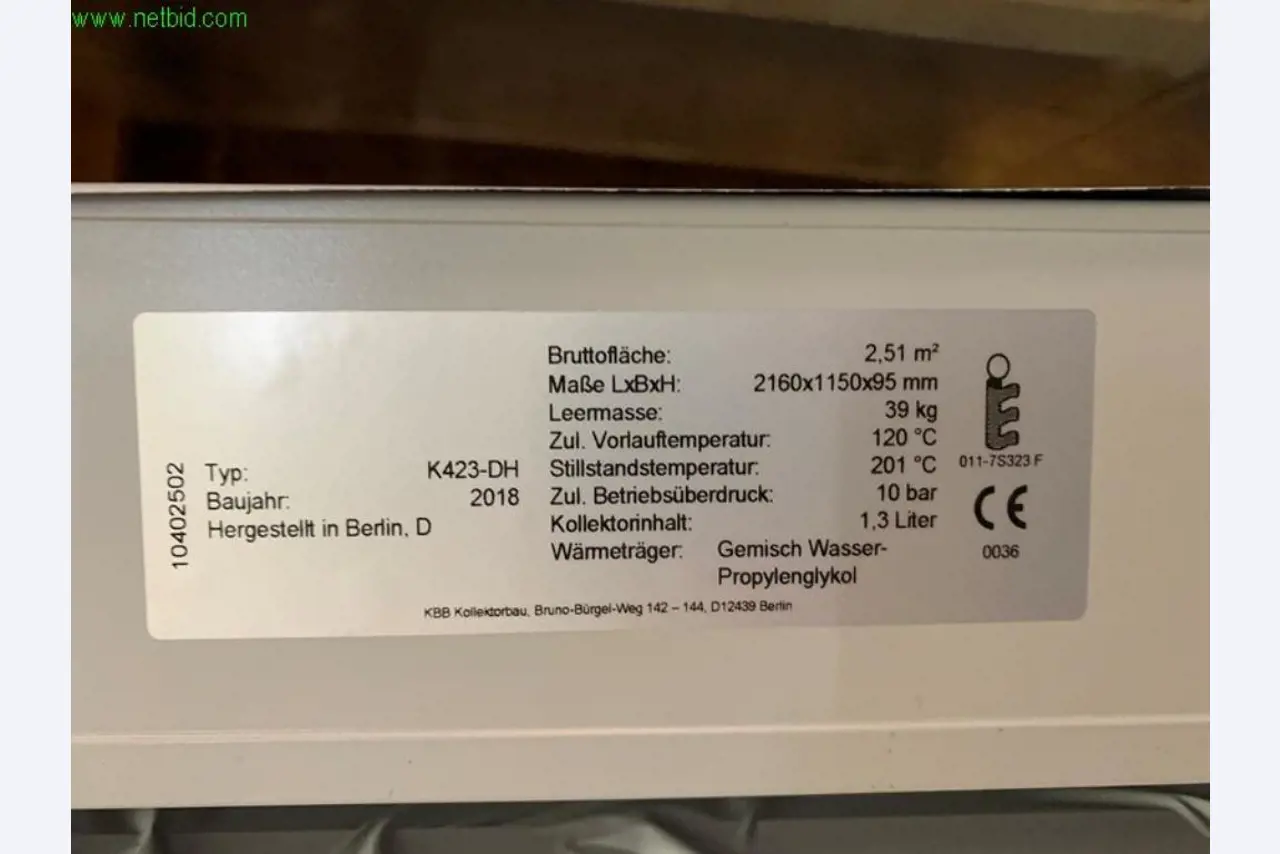 www.netbid.com
10402502
Typ: K423-DH
Baujahr: 2018
Hergestellt in Berlin, D
Bruttofläche: 2,51 m²
Maße LxBxH: 2160x1150x95 mm
Leermasse: 39 kg
Zul. Vorlauftemperatur: 120 °C
Stillstandstemperatur: 201 °C
Zul. Betriebsüberdruck: 10 bar
Kollektorinhalt: 1,3 Liter
Wärmeträger: Gemisch Wasser-
Propylenglykol
011-7S323 F
CE
0036
KBB Kollektorbau, Bruno-Bürgel-Weg 142 – 144, D12439 Berlin